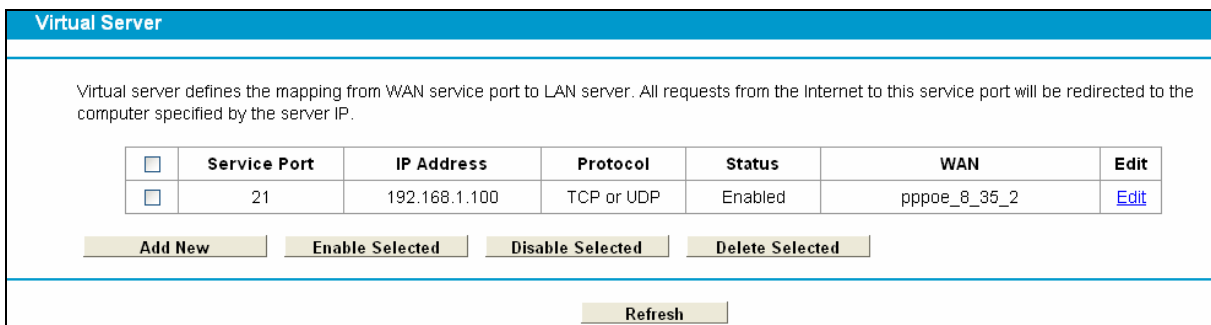 Virtual Server
Virtual server defines the mapping from WAN service port to LAN server. All requests from the Internet to this service port will be redirected to the
computer specified by the server IP.
Service Port IP Address Protocol Status WAN Edit
21 192.168.1.100 TCP or UDP Enabled pppoe_8_35_2 Edit
Add New Enable Selected Disable Selected Delete Selected
Refresh